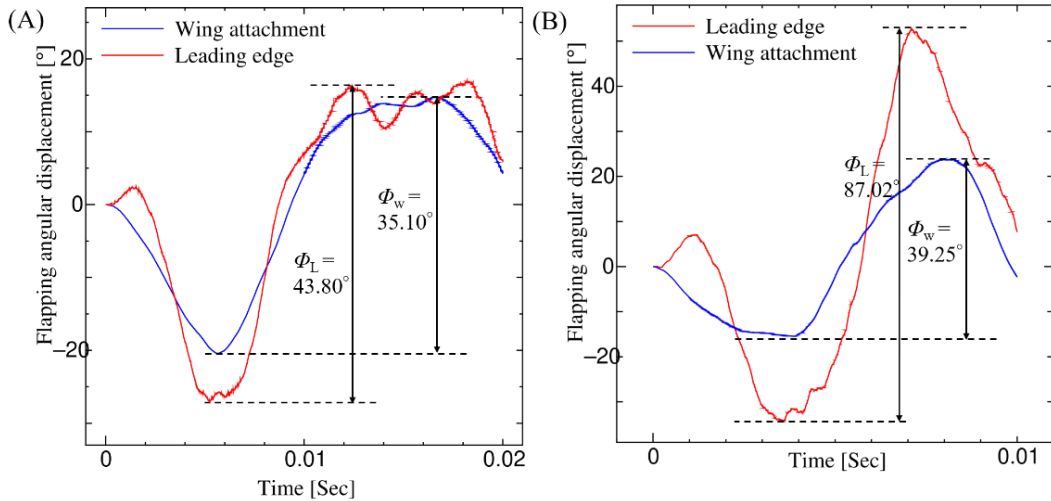 (A)
Wing attachment
Leading edge
Flapping angular displacement [°]
20
0
−20
Φw=
35.10°
ΦL=
43.80°
0
0.01
0.02
Time [Sec]
(B)
Leading edge
Wing attachment
Flapping angular displacement [°]
40
20
0
−20
ΦL=
87.02°
Φw=
39.25°
0
0.01
Time [Sec]